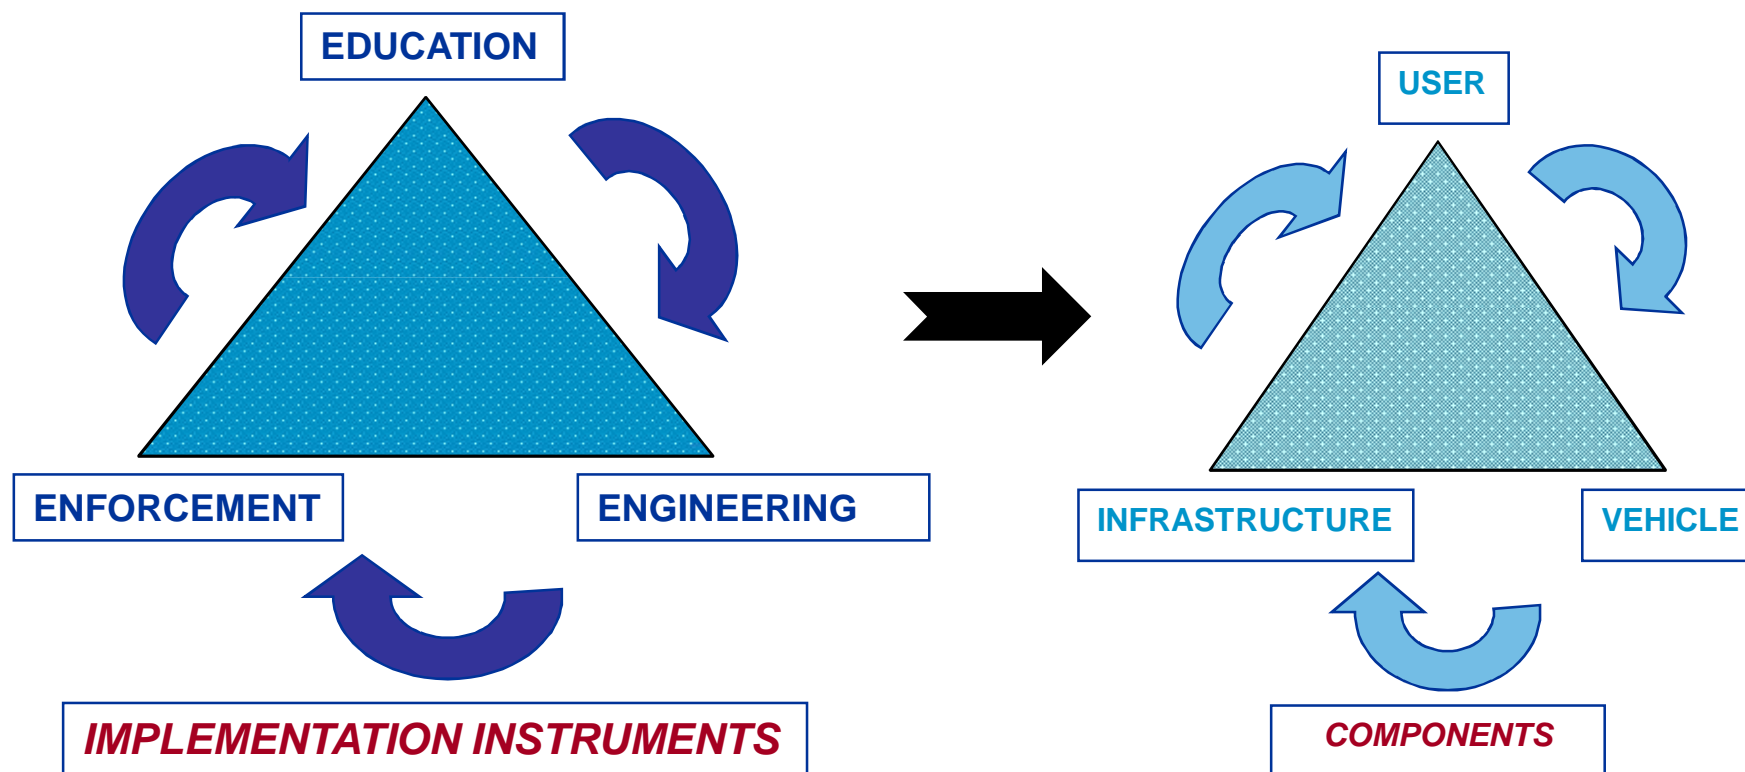 EDUCATION
ENFORCEMENT
ENGINEERING
IMPLEMENTATION INSTRUMENTS
USER
INFRASTRUCTURE
VEHICLE
COMPONENTS